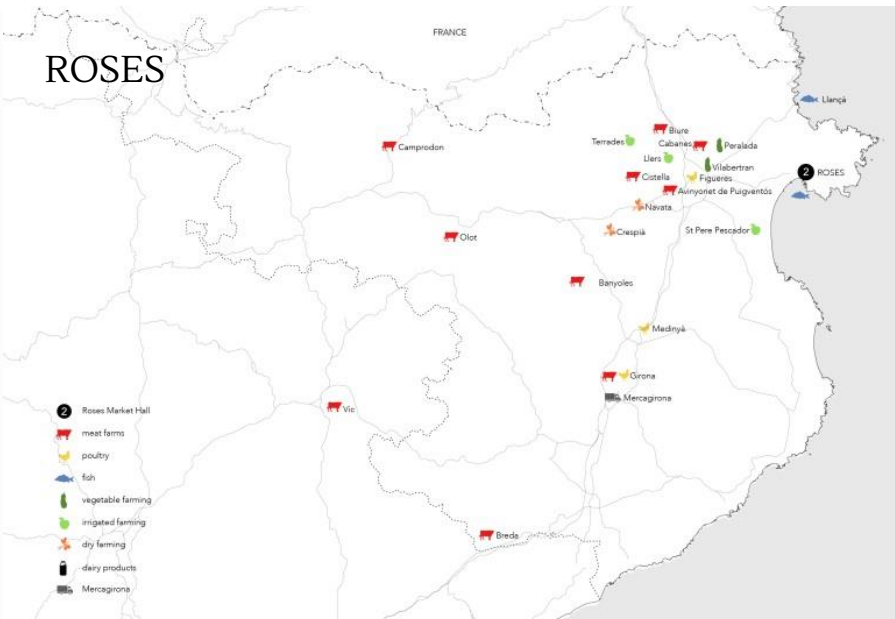 FRANCE
ROSES
Llançà
Biure
Terrades
Cabanes
Peralada
Llers
Vilabertran
2
ROSES
Camprodon
Cistella
Figueres
Avinyonet de Puigventós
Navata
Crespià
St Pere Pescador
Olot
Banyoles
Medinyà
Girona
Mercagirona
Vic
Breda
2 Roses Market Hall
meat farms
poultry
fish
vegetable farming
irrigated farming
dry farming
dairy products
Mercagirona